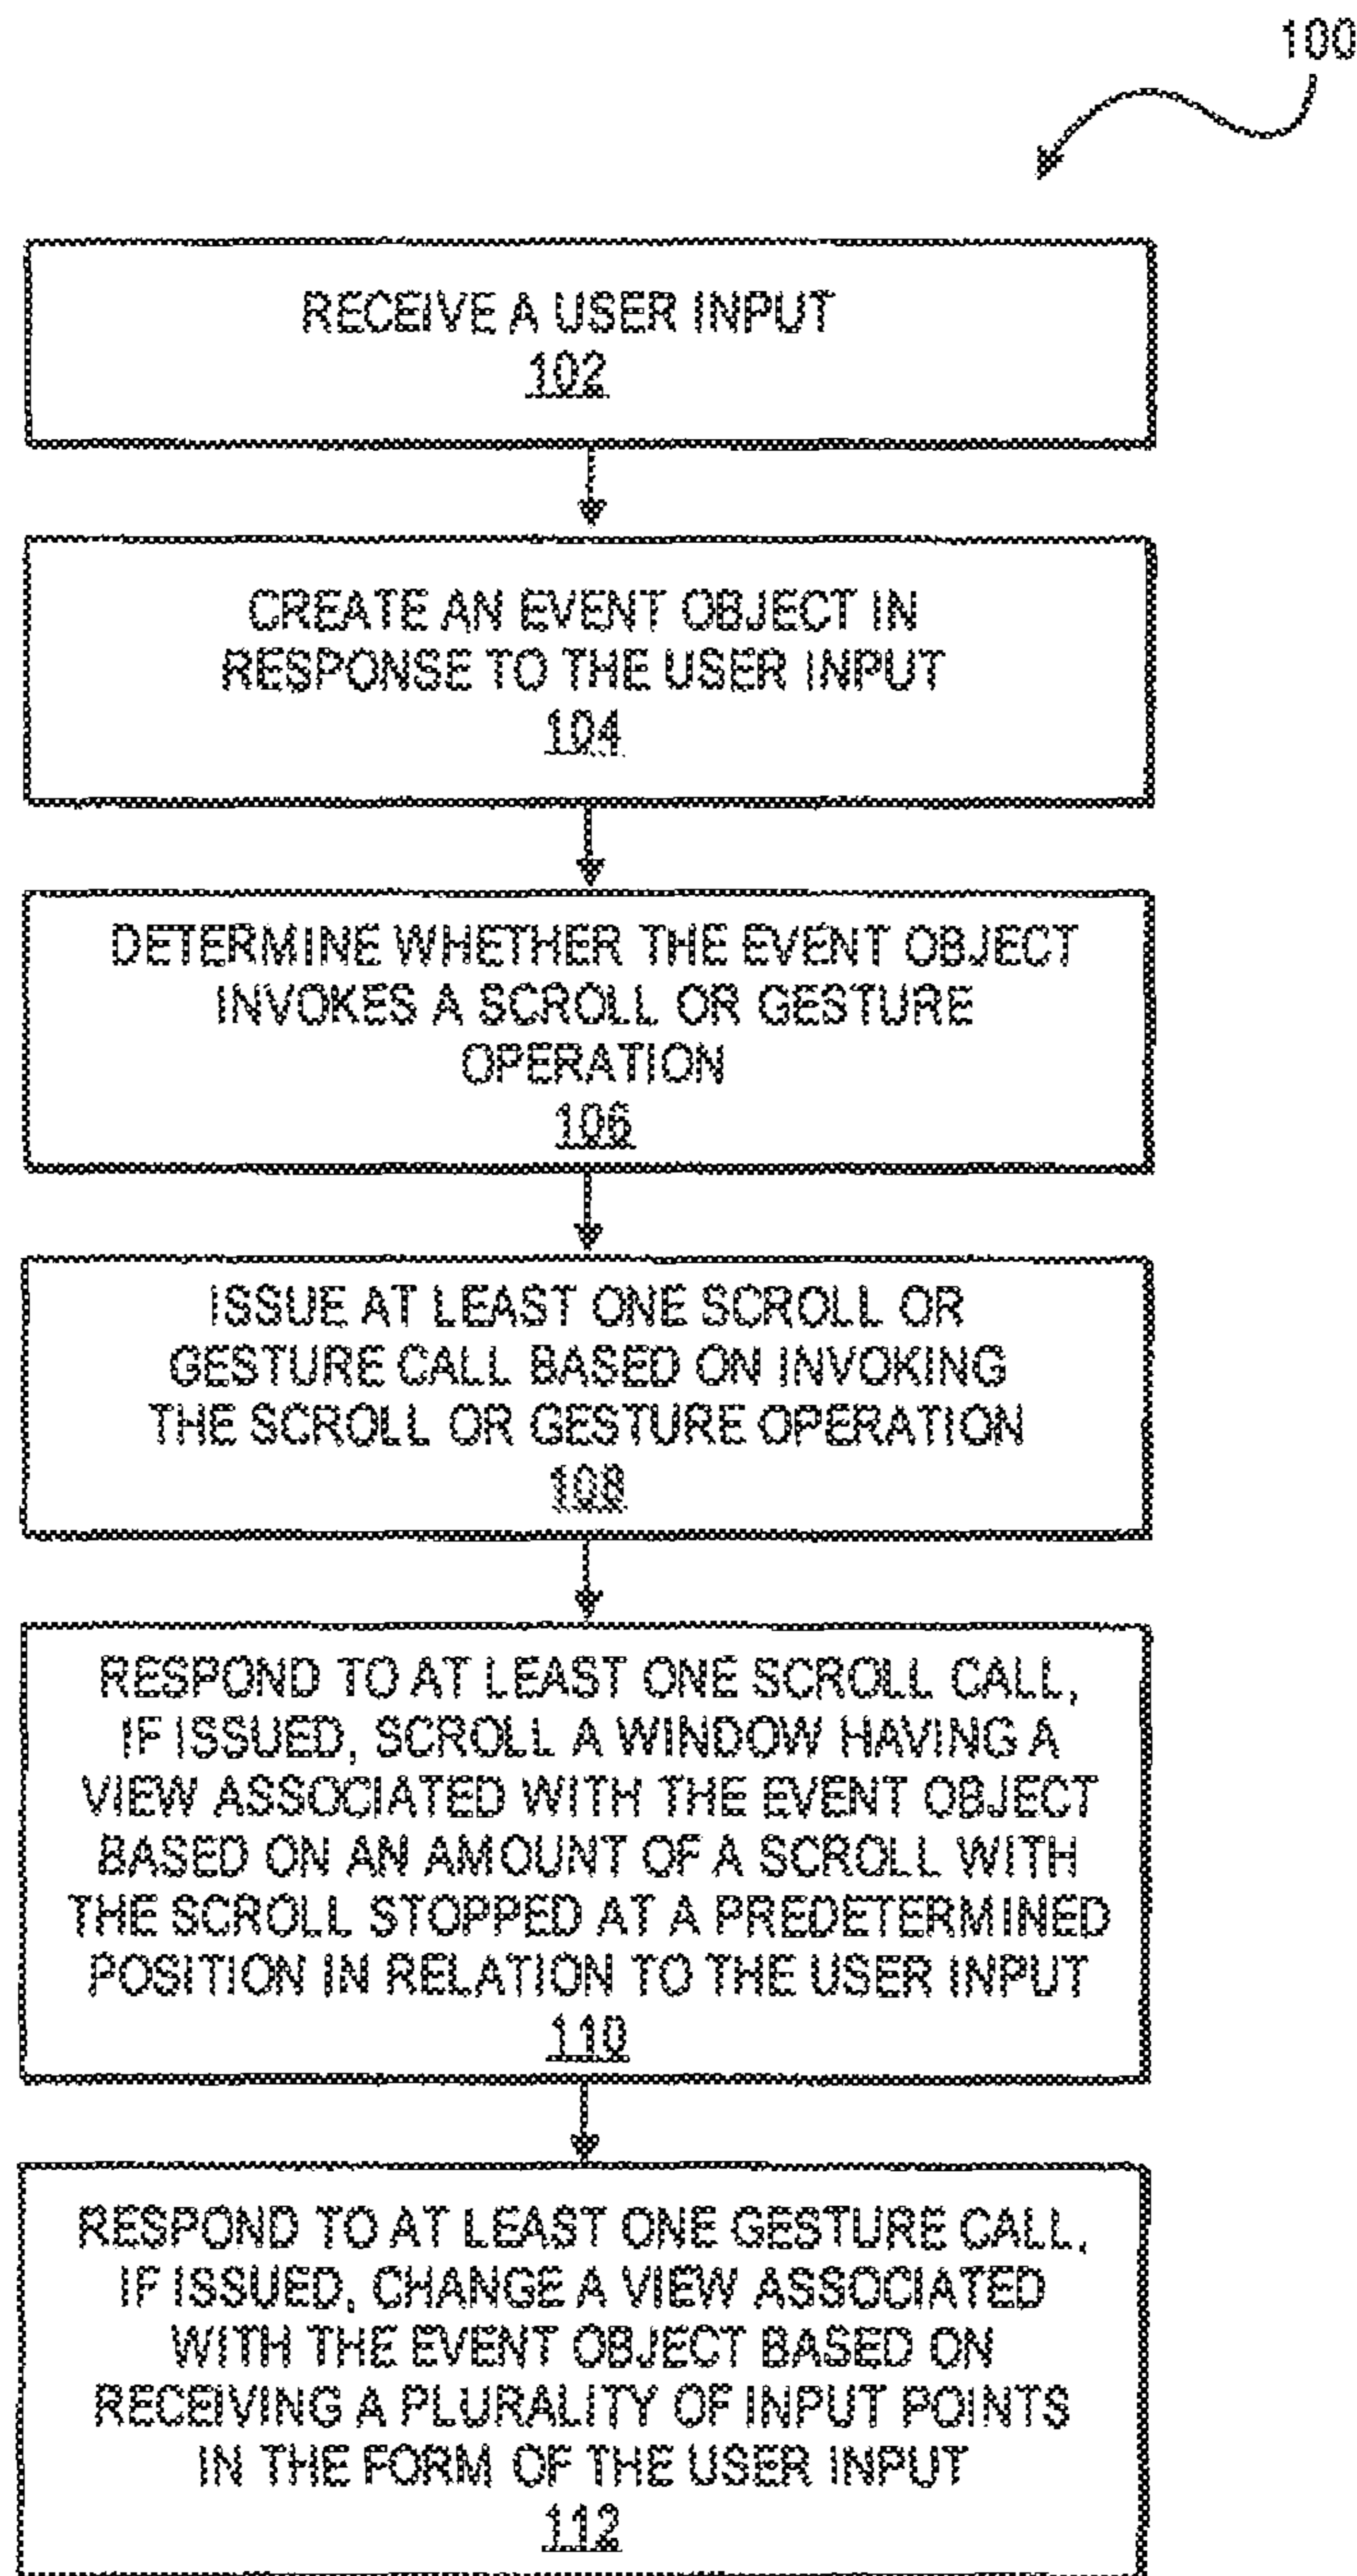 100
RECEIVE A USER INPUT
102
CREATE AN EVENT OBJECT IN
RESPONSE TO THE USER INPUT
104
DETERMINE WHETHER THE EVENT OBJECT
INVOKES A SCROLL OR GESTURE
OPERATION
106
ISSUE AT LEAST ONE SCROLL OR
GESTURE CALL BASED ON INVOKING
THE SCROLL OR GESTURE OPERATION
108
RESPOND TO AT LEAST ONE SCROLL CALL,
IF ISSUED, SCROLL A WINDOW HAVING A
VIEW ASSOCIATED WITH THE EVENT OBJECT
BASED ON AN AMOUNT OF A SCROLL WITH
THE SCROLL STOPPED AT A PREDETERMINED
POSITION IN RELATION TO THE USER INPUT
110
RESPOND TO AT LEAST ONE GESTURE CALL,
IF ISSUED, CHANGE A VIEW ASSOCIATED
WITH THE EVENT OBJECT BASED ON
RECEIVING A PLURALITY OF INPUT POINTS
IN THE FORM OF THE USER INPUT
112